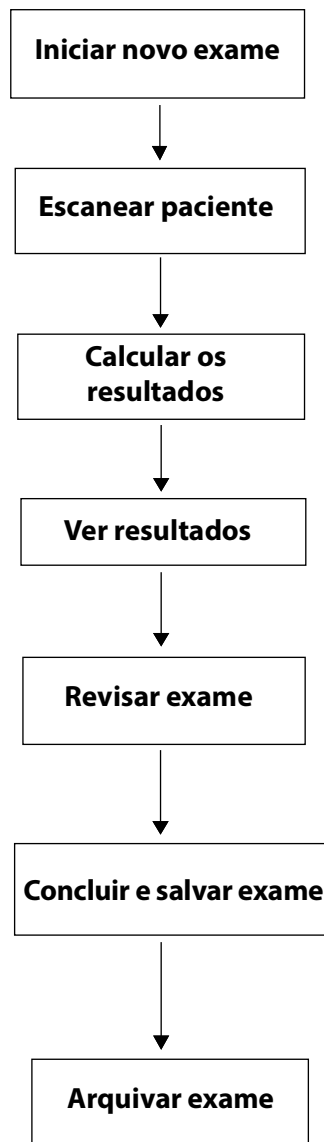 Iniciar novo exame
Escanear paciente
Calcular os
resultados
Ver resultados
Revisar exame
Concluir e salvar exame
Arquivar exame